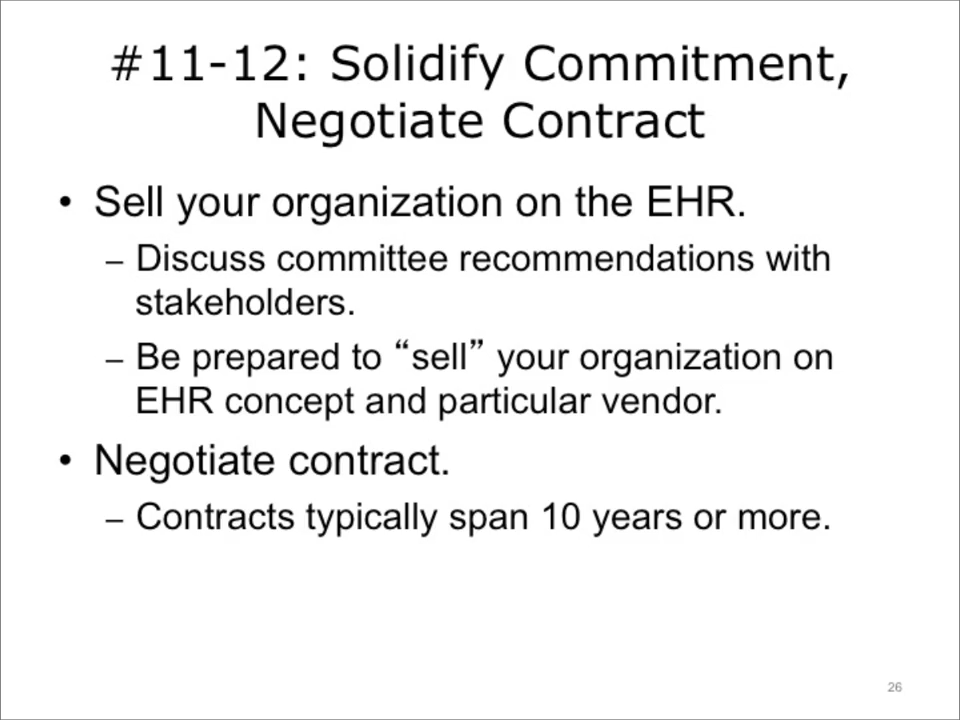 #11-12: Solidify Commitment,
Negotiate Contract
• Sell your organization on the EHR.
– Discuss committee recommendations with
stakeholders.
– Be prepared to “sell” your organization on
EHR concept and particular vendor.
• Negotiate contract.
– Contracts typically span 10 years or more.
26